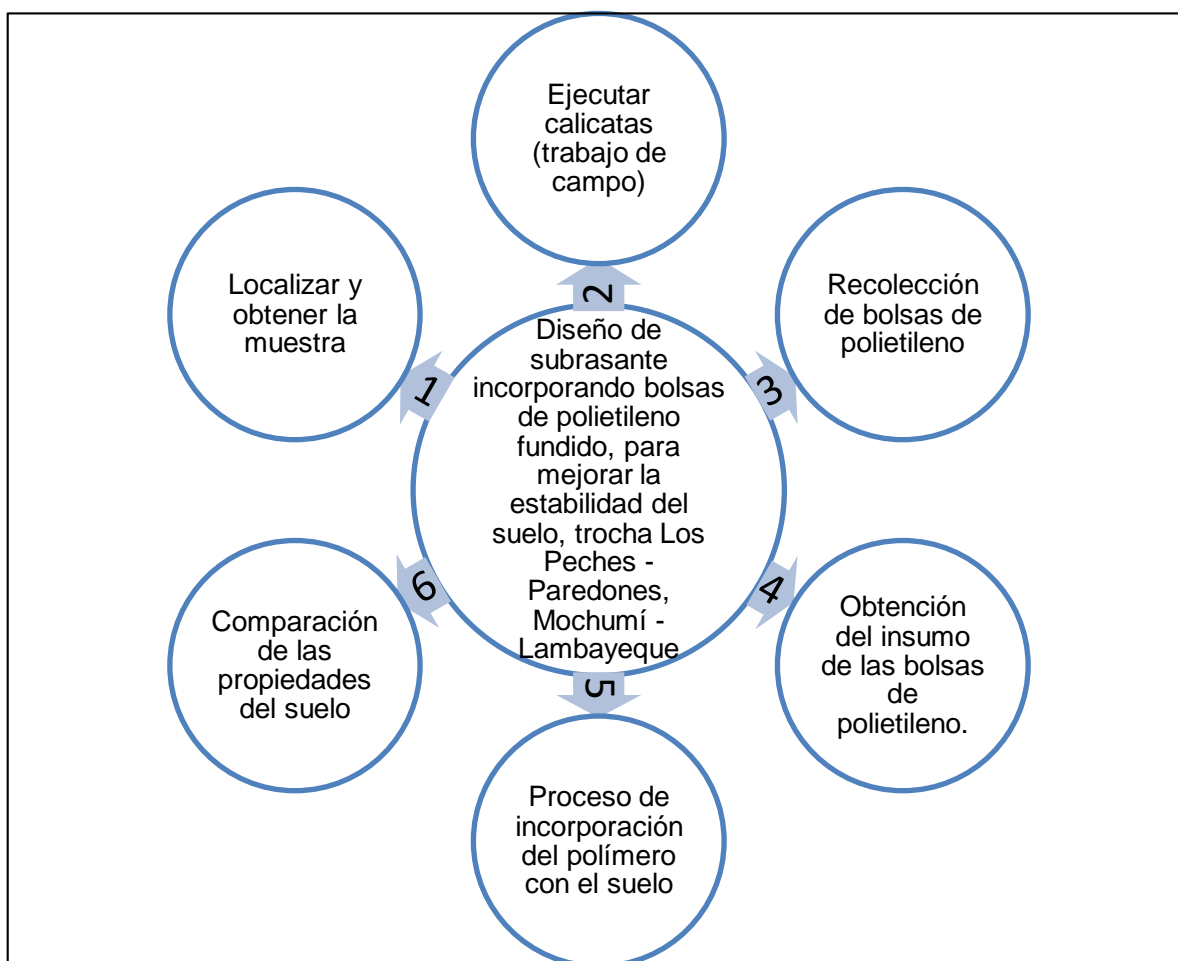 Ejecutar
calicatas
(trabajo de
campo)
Localizar y
obtener la
muestra
Recolección
de bolsas de
polietileno
2
1
3
Diseño de
subrasante
incorporando bolsas
de polietileno
fundido, para
mejorar la
estabilidad del
suelo, trocha Los
Peches -
Paredones,
Mochumí -
Lambayeque
6
4
5
Comparación
de las
propiedades
del suelo
Obtención
del insumo
de las bolsas
de
polietileno.
Proceso de
incorporación
del polímero
con el suelo